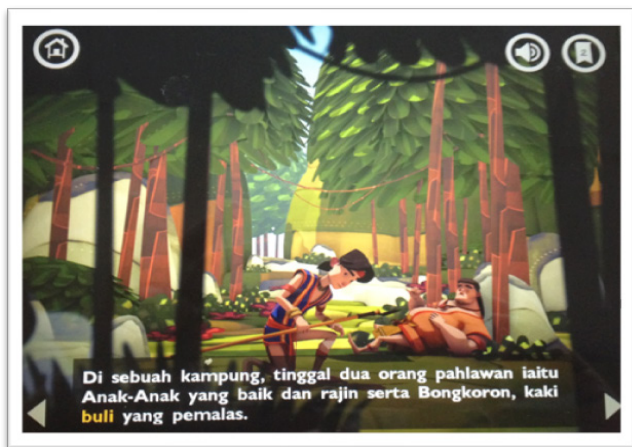 2
Di sebuah kampung, tinggal dua orang pahlawan iaitu
Anak-Anak yang baik dan rajin serta Bongkoron, kaki
buli yang pemalas.